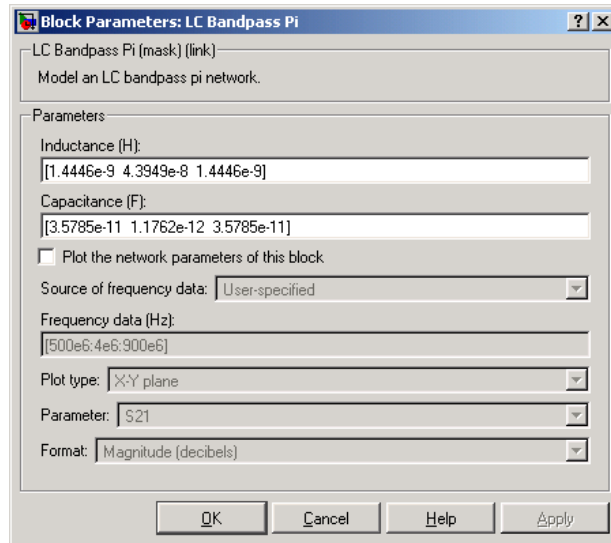 Block Parameters: LC Bandpass Pi
LC Bandpass Pi (mask) (link)
Model an LC bandpass pi network.
Parameters
Inductance (H):
[1.4446e-9  4.3949e-8  1.4446e-9]
Capacitance (F):
[3.5785e-11  1.1762e-12  3.5785e-11]
Plot the network parameters of this block
Source of frequency data: User-specified
Frequency data (Hz):
[500e6:4e6:900e6]
Plot type: X-Y plane
Parameter: S21
Format: Magnitude (decibels)
OK Cancel Help Apply